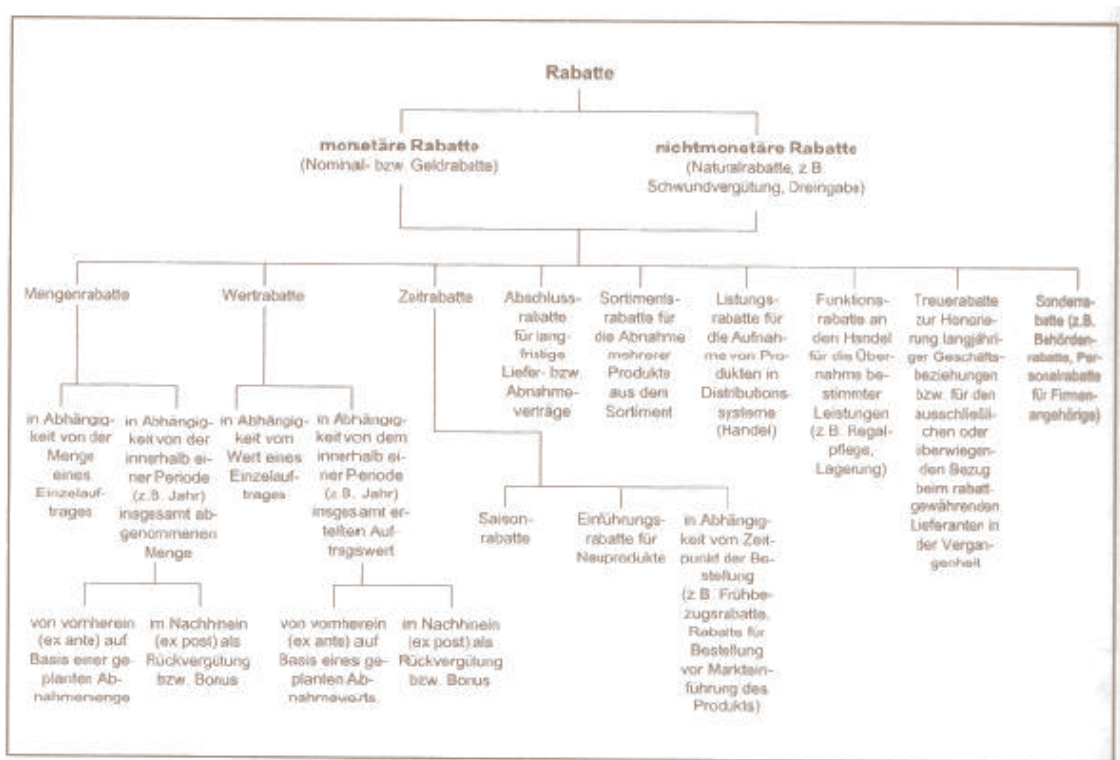 Rabatte
monetäre Rabatte
(Nominal- bzw. Geldrabatte)
nichtmonetäre Rabatte
(Naturalrabatte, z.B.
Schwundvergütung, Dreingabe)
Mengenrabatte
Wertrabatte
Zeitrabatte
Abschluss-
rabatte
für lang-
fristige
Liefer- bzw.
Abnahme-
verträge
Sortiments-
rabatte für
die Abnahme
mehrerer
Produkte
aus dem
Sortiment
Listungs-
rabatte für
die Aufnah-
me von Pro-
dukten in
Distributions-
systeme
(Handel)
Funktions-
rabatte an
den Handel
für die Über-
nahme be-
stimmter
Leistungen
(z.B. Regal-
pflege,
Lagerung)
Treuerabatte
zur Honorie-
rung langjähri-
ger Geschäfts-
beziehungen
bzw. für den
ausschließli-
chen oder
überwiegen-
den Bezug
beim rabatt-
gewährenden
Lieferanten in
der Vergan-
genheit
Sonderra-
batte (z.B.
Behörden-
rabatte, Per-
sonalrabatte
für Firmen-
angehörige)
in Abhängig-
keit von der
Menge
eines
Einzelauf-
trages
in Abhängig-
keit von der
innerhalb ei-
ner Periode
(z.B. Jahr)
insgesamt ab-
genommenen
Menge
in Abhängig-
keit vom
Wert eines
Einzelauf-
trages
in Abhängig-
keit von dem
innerhalb ei-
ner Periode
(z.B. Jahr)
insgesamt er-
teilten Auf-
tragswert
Saison-
rabatte
Einführungs-
rabatte für
Neuprodukte
in Abhängig-
keit vom Zeit-
punkt der Be-
stellung
(z.B. Frühbe-
zugsrabatte,
Rabatte für
Bestellung
vor Marktein-
führung des
Produkts)
von vornherein
(ex ante) auf
Basis einer ge-
planten Ab-
nahmemenge
im Nachhinein
(ex post) als
Rückvergütung
bzw. Bonus
von vornherein
(ex ante) auf
Basis eines ge-
planten Ab-
nahmewerts
im Nachhinein
(ex post) als
Rückvergütung
bzw. Bonus